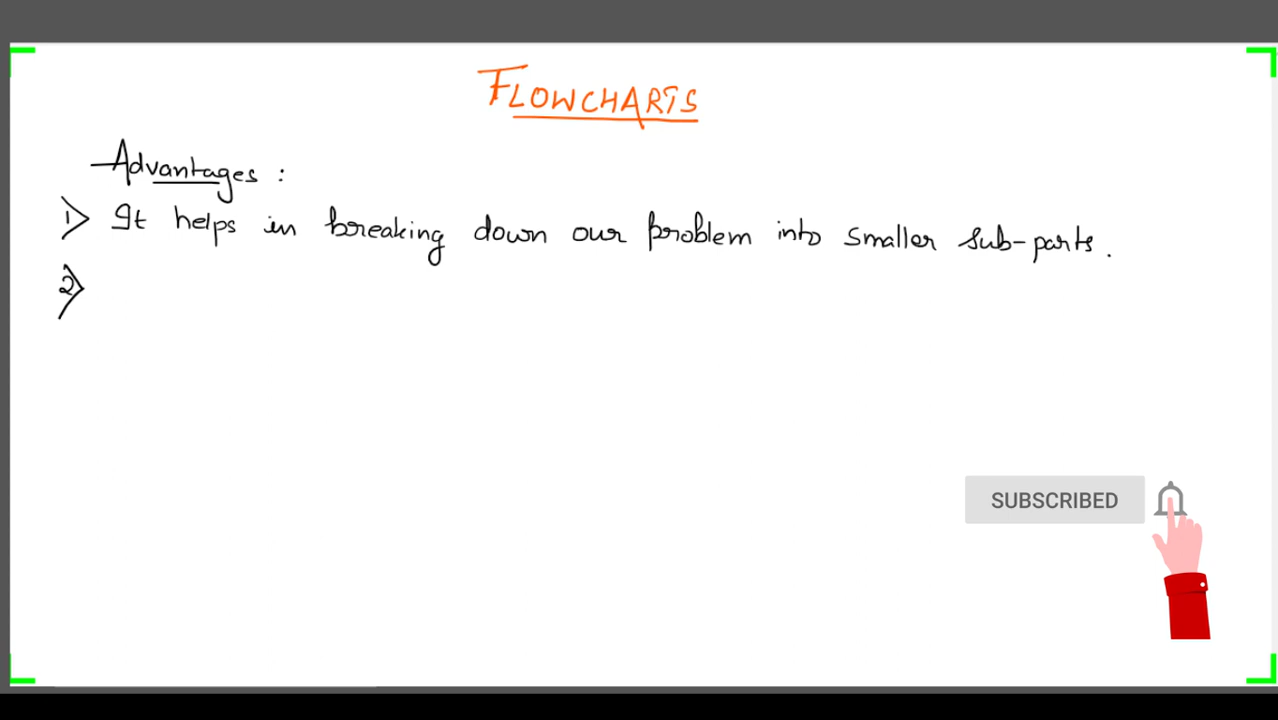 FLOWCHARTS
Advantages :
1) It helps in breaking down our problem into smaller sub-parts.
2)
SUBSCRIBED